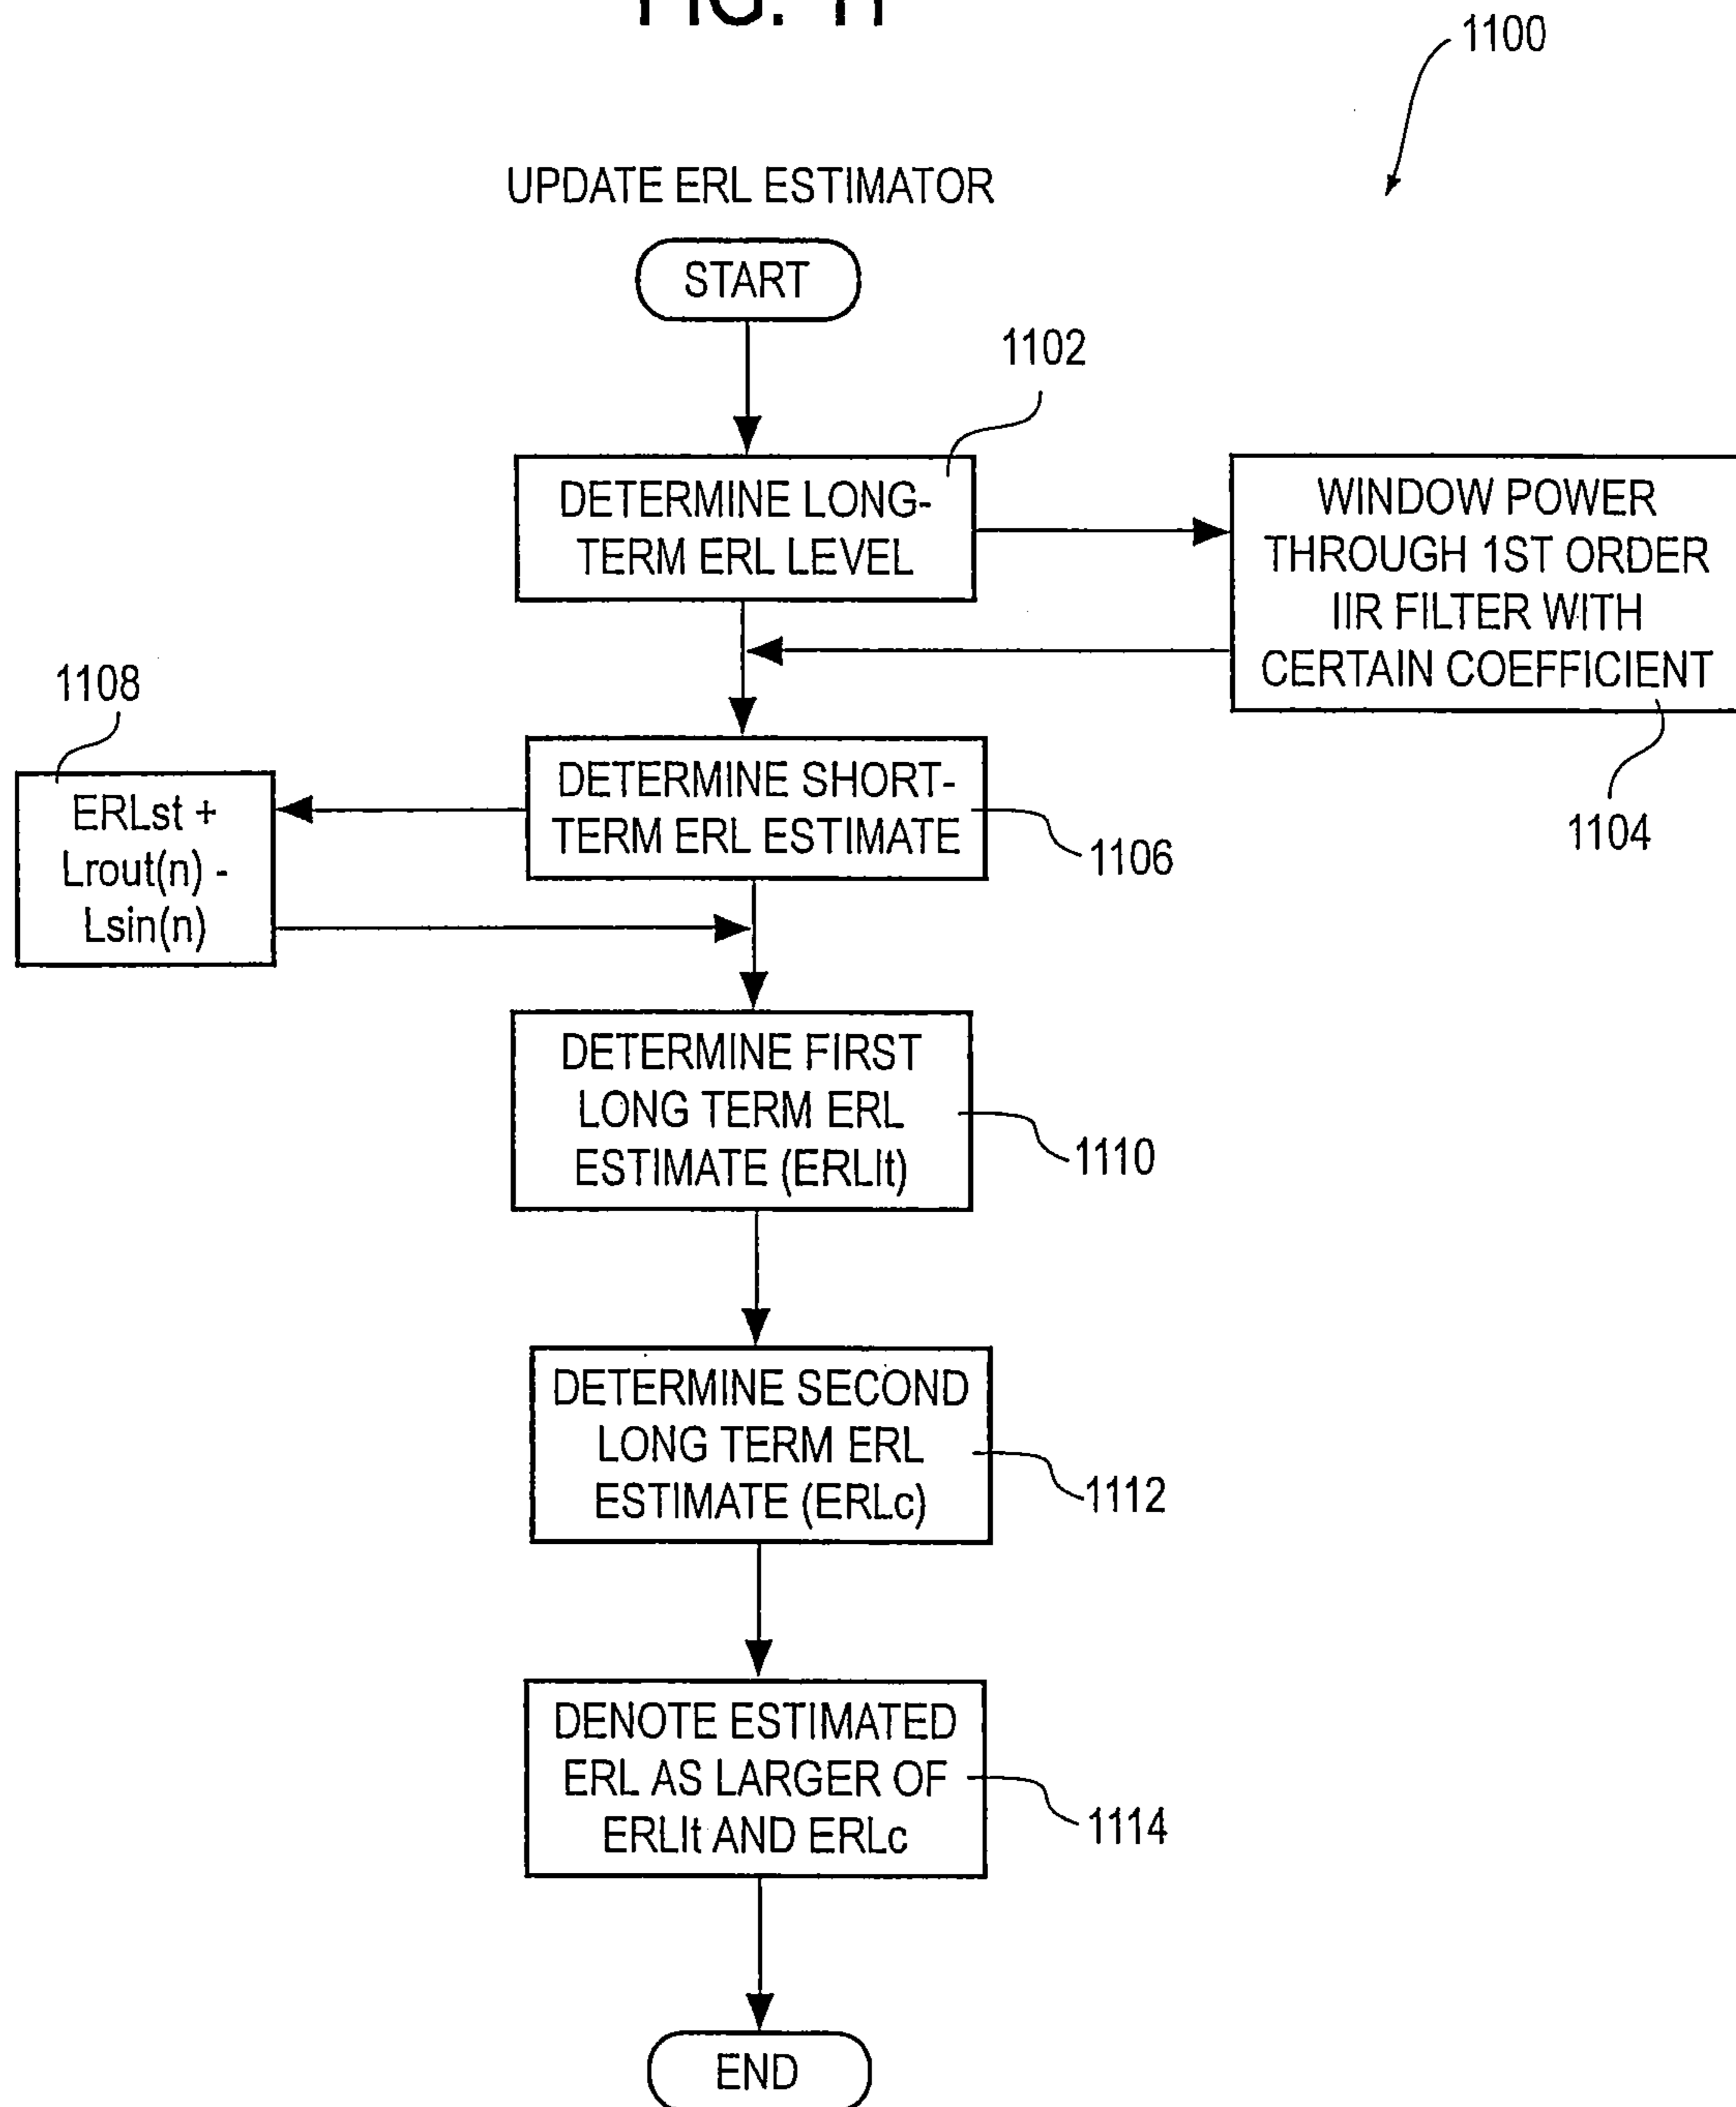 FIG. 11
1100
UPDATE ERL ESTIMATOR
START
1102
DETERMINE LONG-
TERM ERL LEVEL
WINDOW POWER
THROUGH 1ST ORDER
IIR FILTER WITH
CERTAIN COEFFICIENT
1104
1108
ERLst +
Lrout(n) -
Lsin(n)
DETERMINE SHORT-
TERM ERL ESTIMATE
1106
DETERMINE FIRST
LONG TERM ERL
ESTIMATE (ERLlt)
1110
DETERMINE SECOND
LONG TERM ERL
ESTIMATE (ERLc)
1112
DENOTE ESTIMATED
ERL AS LARGER OF
ERLlt AND ERLc
1114
END